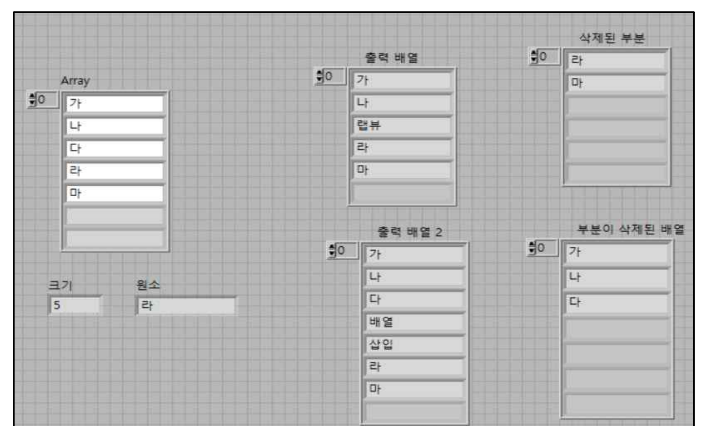 Array
0
가
나
다
라
마
크기
5
원소
라
출력 배열
0
가
나
랩뷰
라
마
출력 배열 2
0
가
나
다
배열
삽입
라
마
삭제된 부분
0
라
마
부분이 삭제된 배열
0
가
나
다